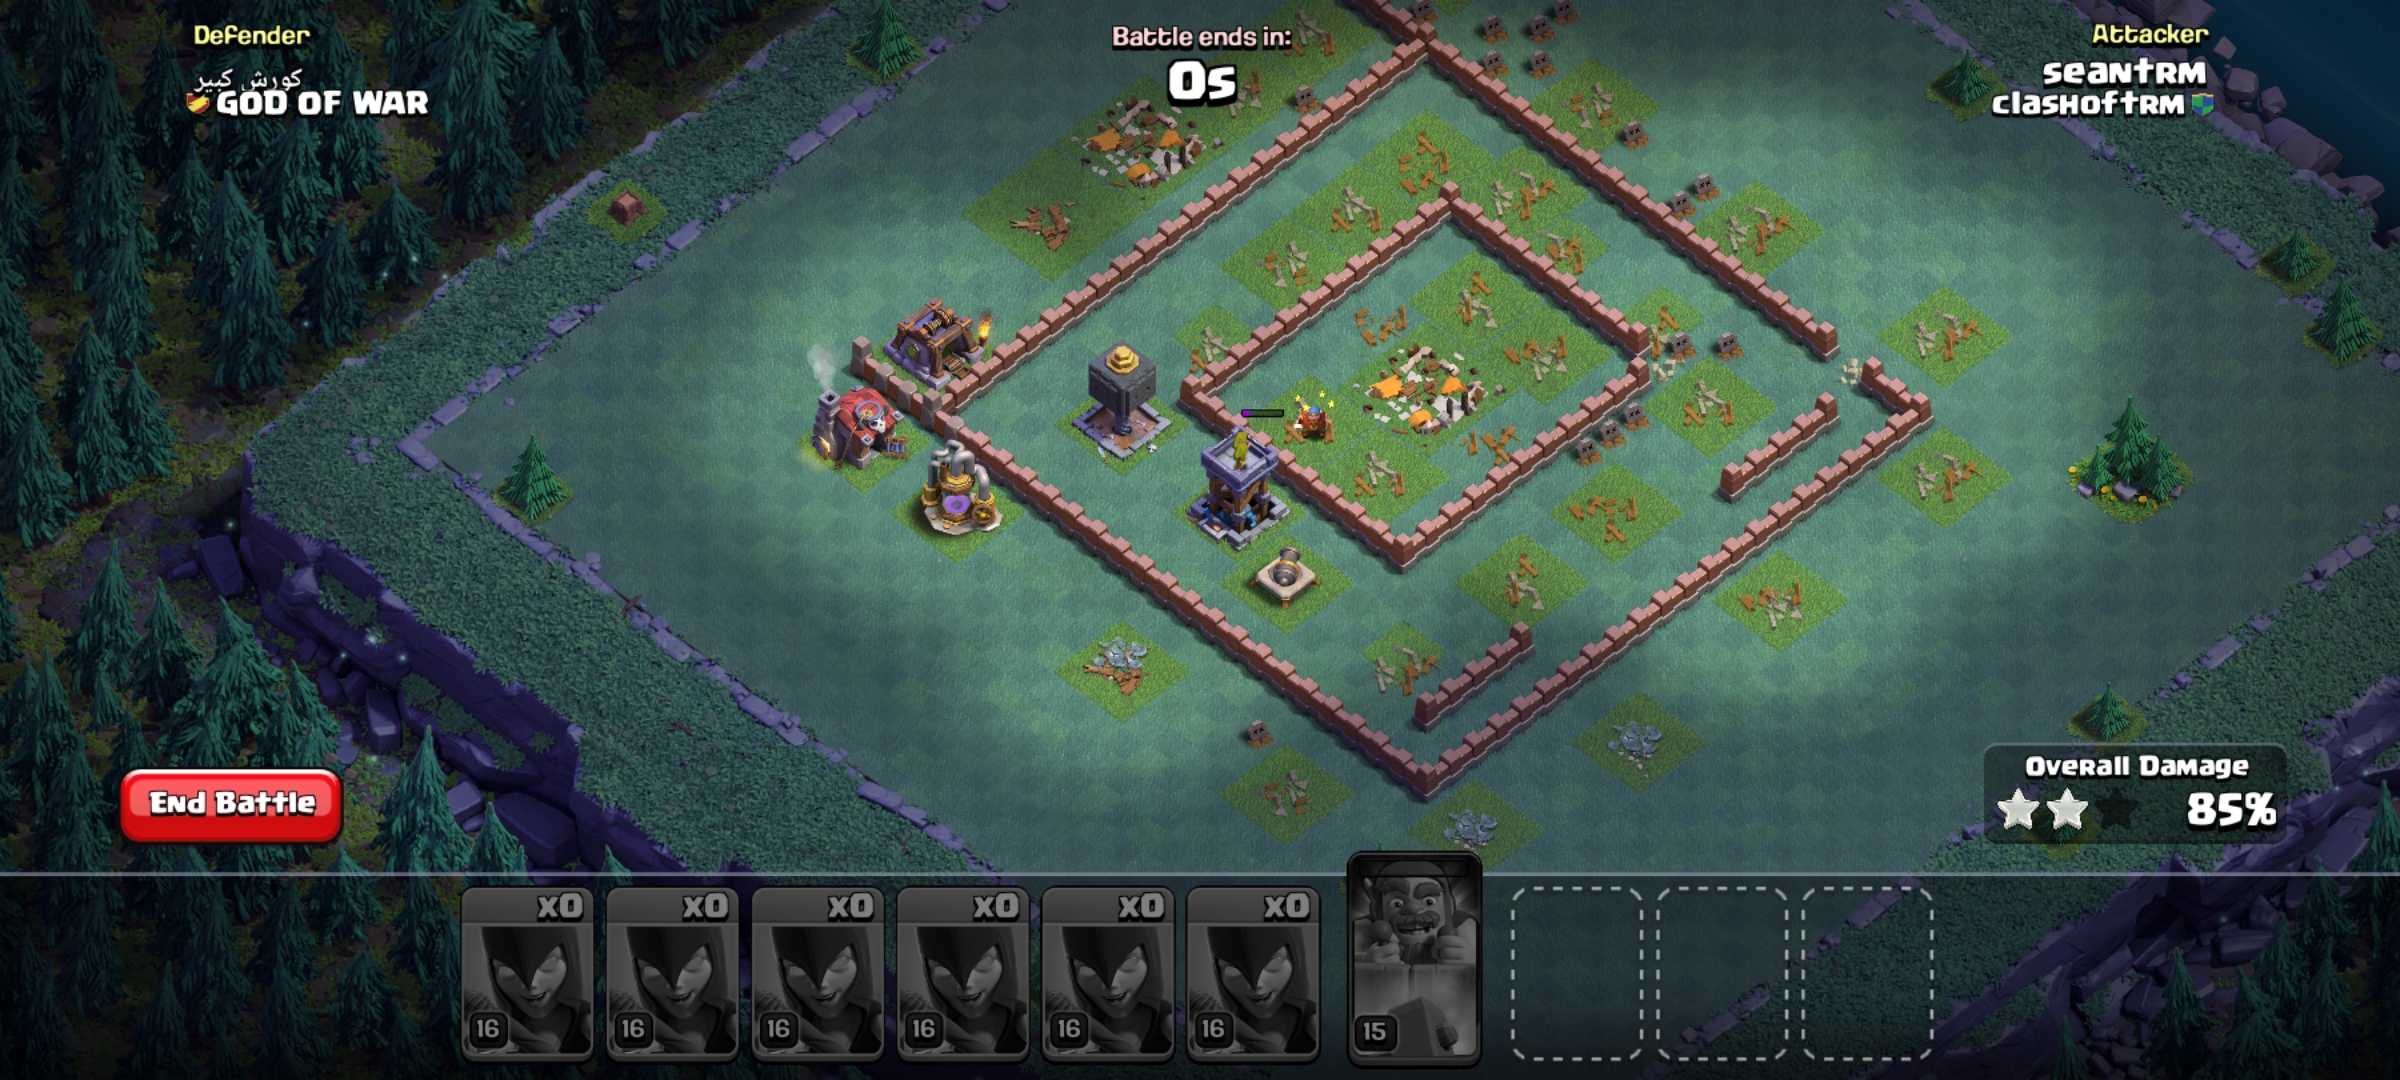 Defender
کورش کبیر
GOD OF WAR
Battle ends in:
0s
Attacker
seantrm
clashoftrm
End Battle
Overall Damage
85%
x0 x0 x0 x0 x0 x0
16 16 16 16 16 16 15